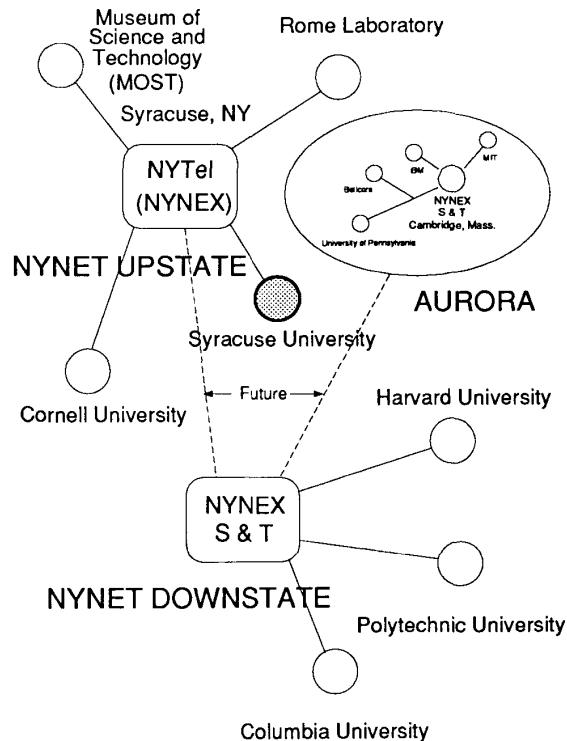 Museum of
Science and
Technology
(MOST)
Rome Laboratory
Syracuse, NY
NYTel
(NYNEX)
IBM
MIT
Bellcore
NYNEX
S & T
Cambridge, Mass.
University of Pennsylvania
NYNET UPSTATE
AURORA
Syracuse University
Future
Cornell University
Harvard University
NYNEX
S & T
NYNET DOWNSTATE
Polytechnic University
Columbia University